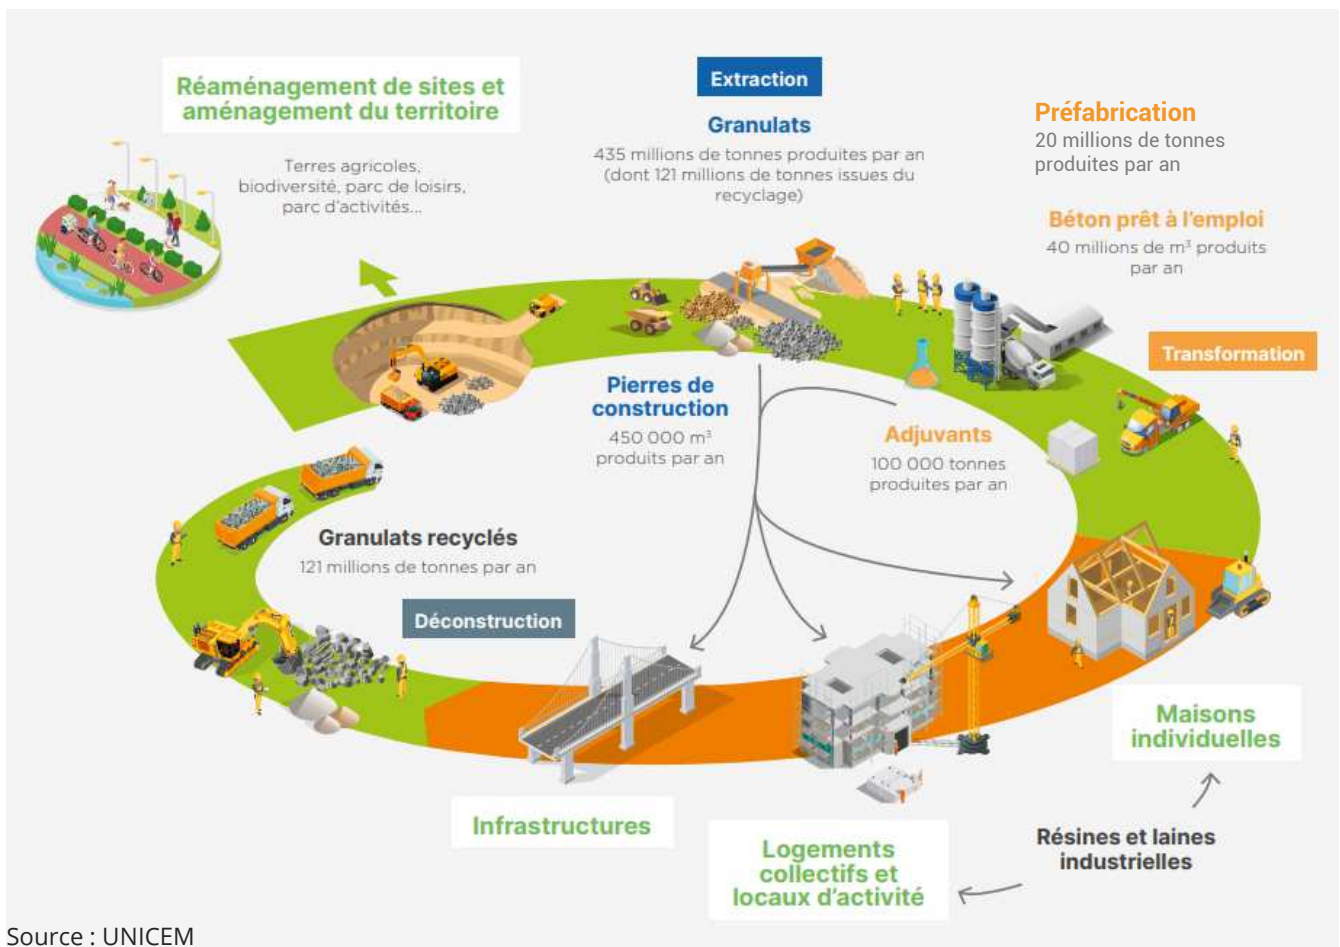 Réaménagement de sites et
aménagement du territoire
Terres agricoles,
biodiversité, parc de loisirs,
parc d'activités...
Extraction
Granulats
435 millions de tonnes produites par an
(dont 121 millions de tonnes issues du
recyclage)
Préfabrication
20 millions de tonnes
produites par an
Béton prêt à l'emploi
40 millions de m³ produits
par an
Transformation
Pierres de
construction
450 000 m³
produits par an
Adjuvants
100 000 tonnes
produites par an
Granulats recyclés
121 millions de tonnes par an
Déconstruction
Infrastructures
Logements
collectifs et
locaux d'activité
Maisons
individuelles
Résines et laines
industrielles
Source : UNICEM